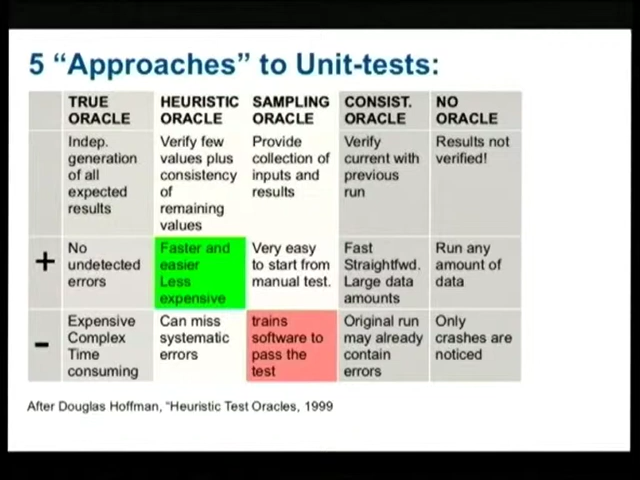 5 “Approaches” to Unit-tests:
TRUE ORACLE
HEURISTIC ORACLE
SAMPLING ORACLE
CONSIST. ORACLE
NO ORACLE
Indep. generation of all expected results
Verify few values plus consistency of remaining values
Provide collection of inputs and results
Verify current with previous run
Results not verified!
+
No undetected errors
Faster and easier Less expensive
Very easy to start from manual test.
Fast Straightfwd. Large data amounts
Run any amount of data
-
Expensive Complex Time consuming
Can miss systematic errors
trains software to pass the test
Original run may already contain errors
Only crashes are noticed
After Douglas Hoffman, “Heuristic Test Oracles, 1999